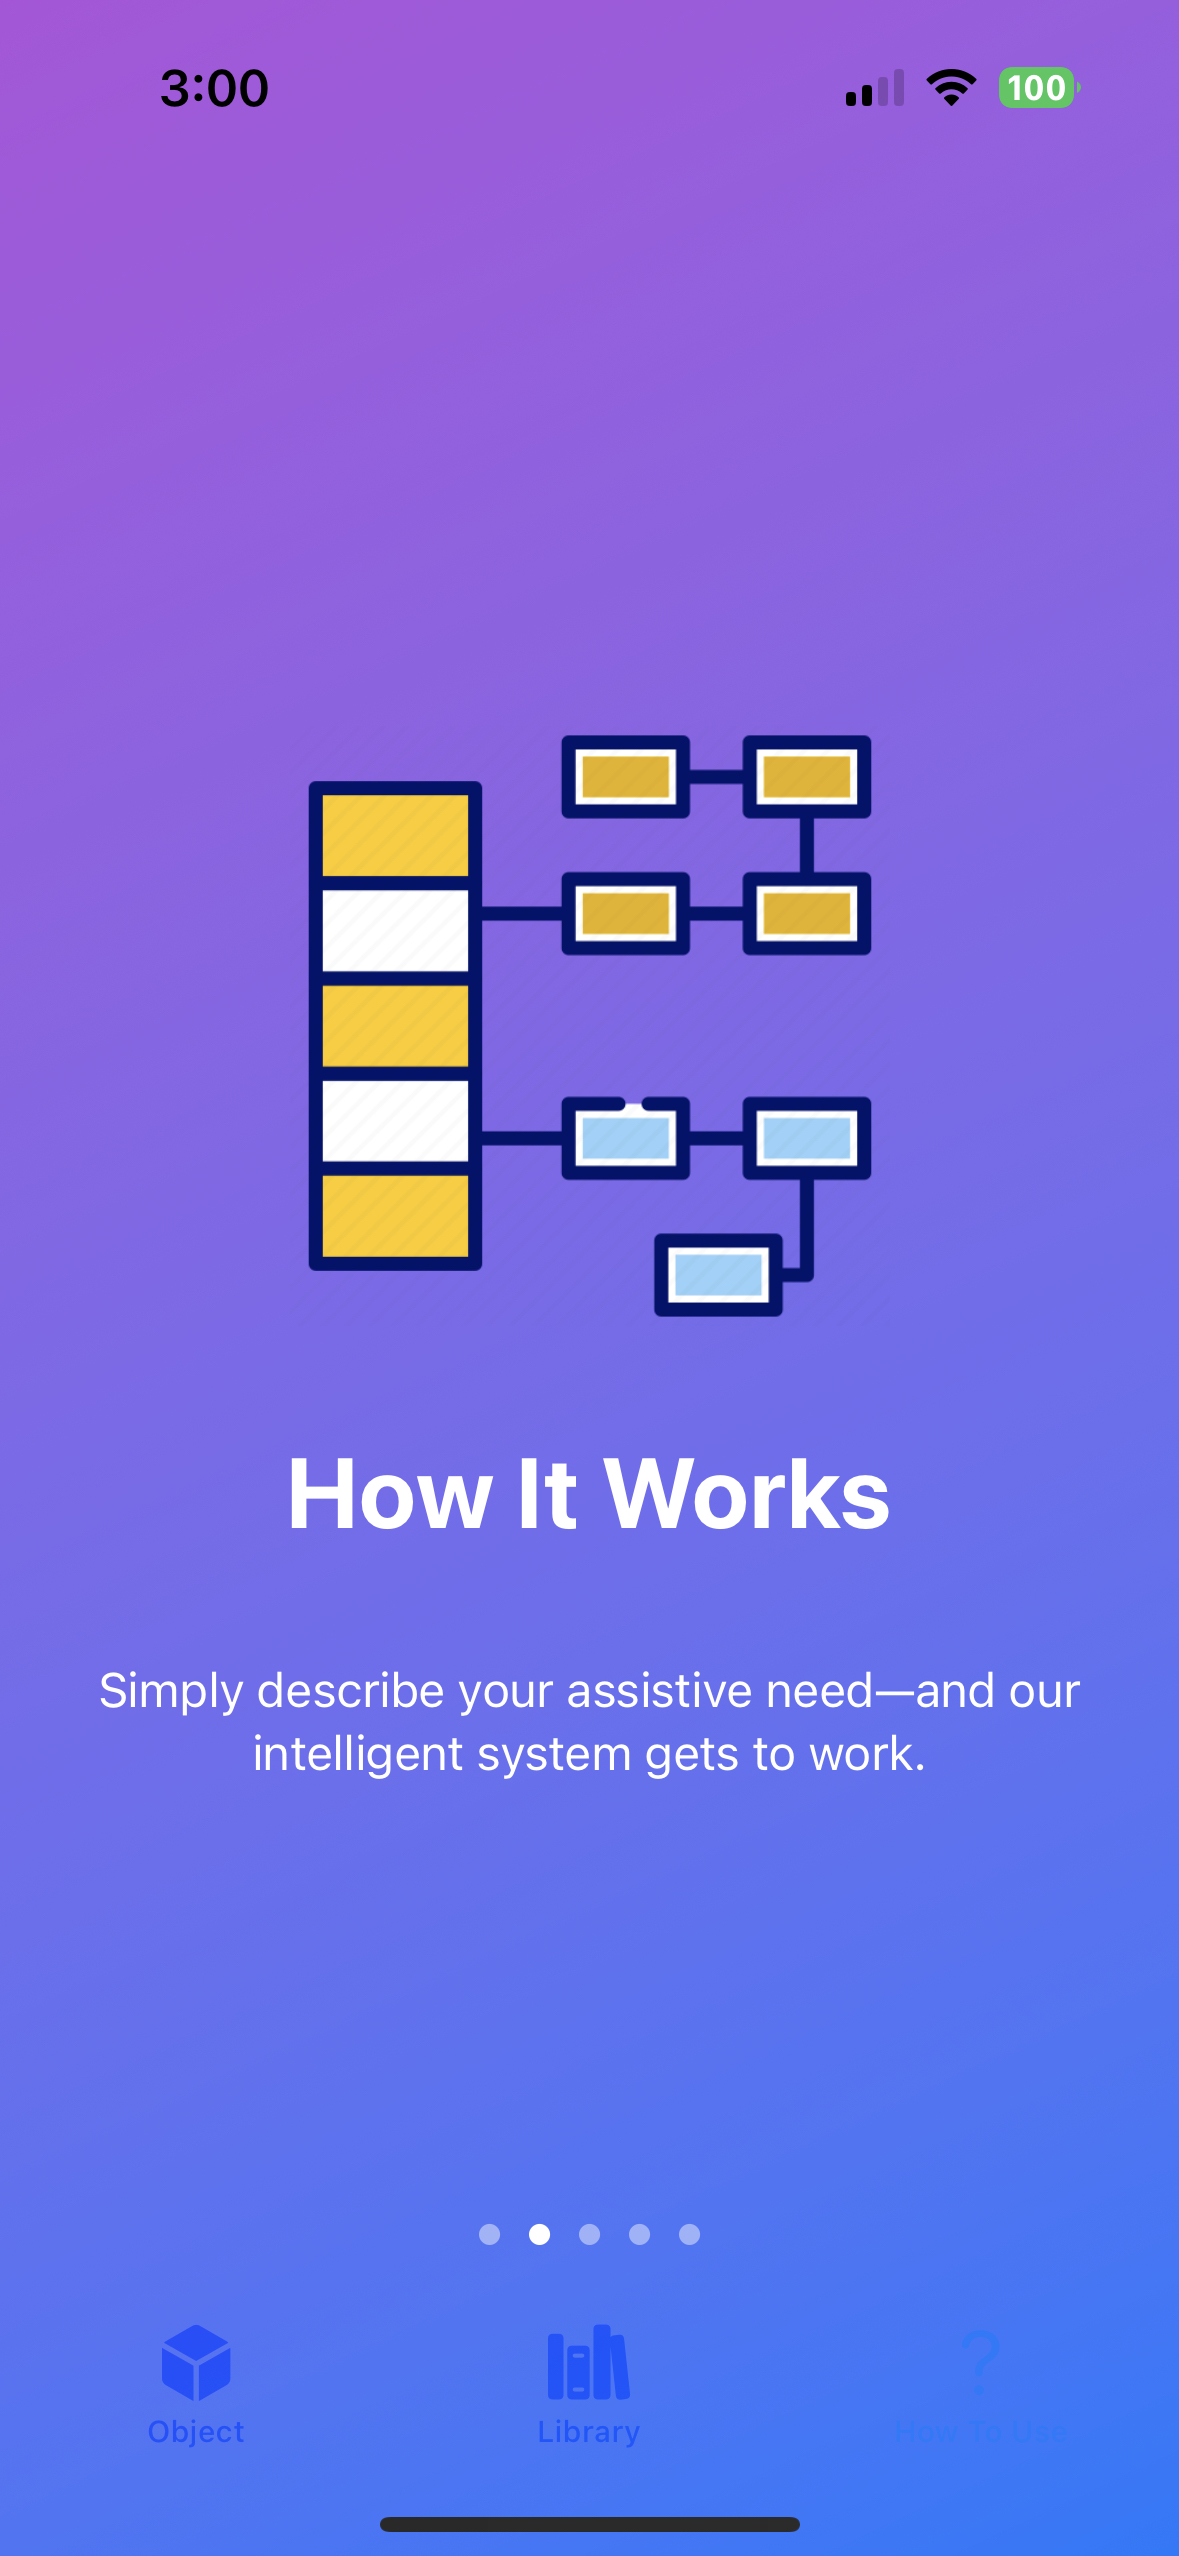 3:00
100
How It Works
Simply describe your assistive need—and our
intelligent system gets to work.
Object
Library
How To Use